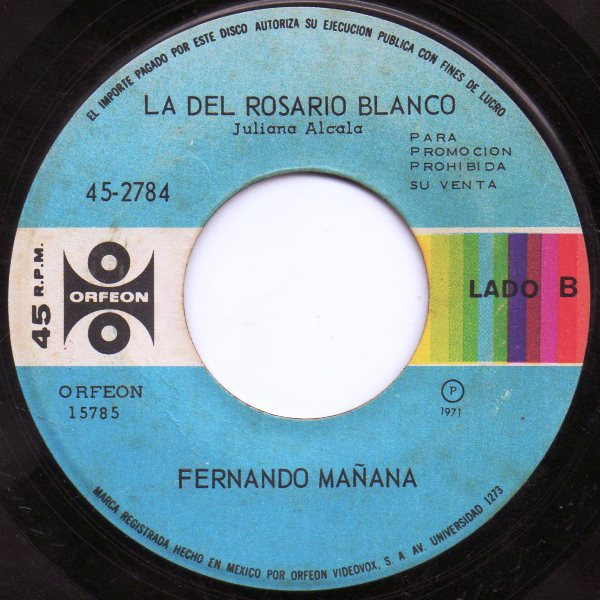 EL IMPORTE PAGADO POR ESTE DISCO AUTORIZA SU EJECUCION PUBLICA CON FINES DE LUCRO
LA DEL ROSARIO BLANCO
Juliana Alcala
PARA
PROMOCION
PROHIBIDA
SU VENTA
45-2784
45 R.P.M.
ORFEON
LADO B
ORFEON
15785
P
1971
FERNANDO MAÑANA
MARCA REGISTRADA HECHO EN MEXICO POR ORFEON VIDEOVOX. S. A AV. UNIVERSIDAD 1273